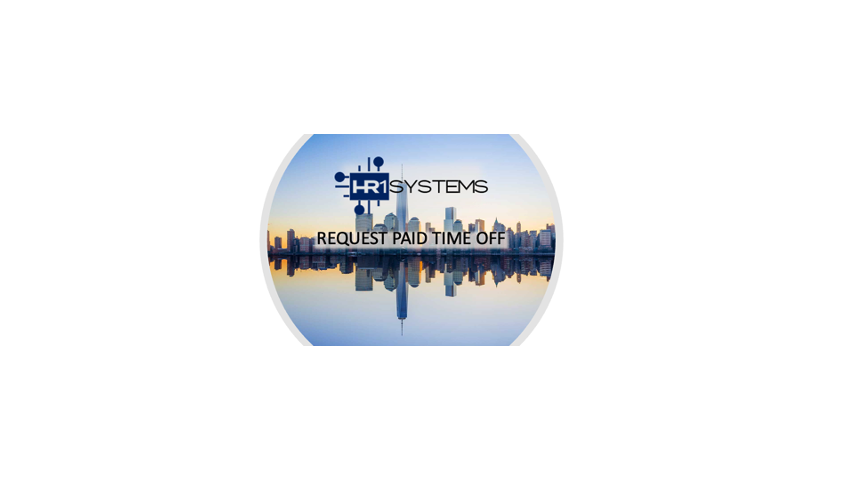 HR1SYSTEMS
REQUEST PAID TIME OFF